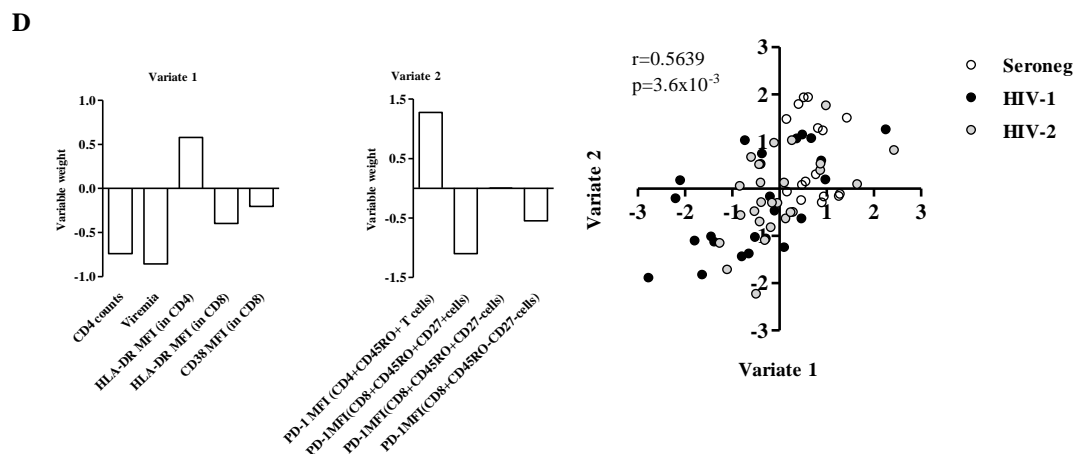 D
Variate 1
Variable weight
1.0
0.5
0.0
-0.5
-1.0
CD4 counts
Viremia
HLA-DR MFI (in CD4)
HLA-DR MFI (in CD8)
CD38 MFI (in CD8)
Variate 2
Variable weight
1.5
0.5
-0.5
-1.5
PD-1 MFI (CD4+CD45RO+ T cells)
PD-1MFI(CD8+CD45RO+CD27+cells)
PD-1MFI(CD8+CD45RO+CD27-cells)
PD-1MFI(CD8+CD45RO-CD27-cells)
r=0.5639
p=3.6x10-3
Variate 2
3
2
1
-1
-2
-3
-3 -2 -1 0 1 2 3
Variate 1
Seroneg
HIV-1
HIV-2